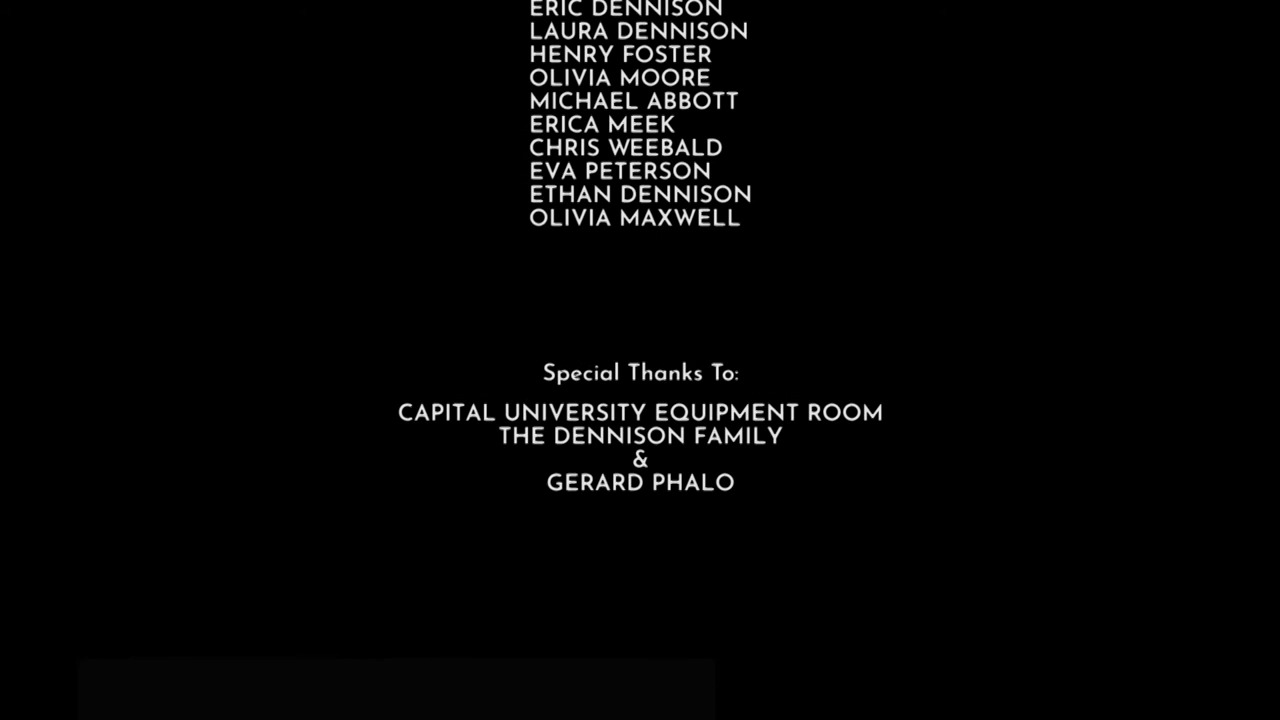 ERIC DENNISON
LAURA DENNISON
HENRY FOSTER
OLIVIA MOORE
MICHAEL ABBOTT
ERICA MEEK
CHRIS WEEBALD
EVA PETERSON
ETHAN DENNISON
OLIVIA MAXWELL
Special Thanks To:
CAPITAL UNIVERSITY EQUIPMENT ROOM
THE DENNISON FAMILY
&
GERARD PHALO